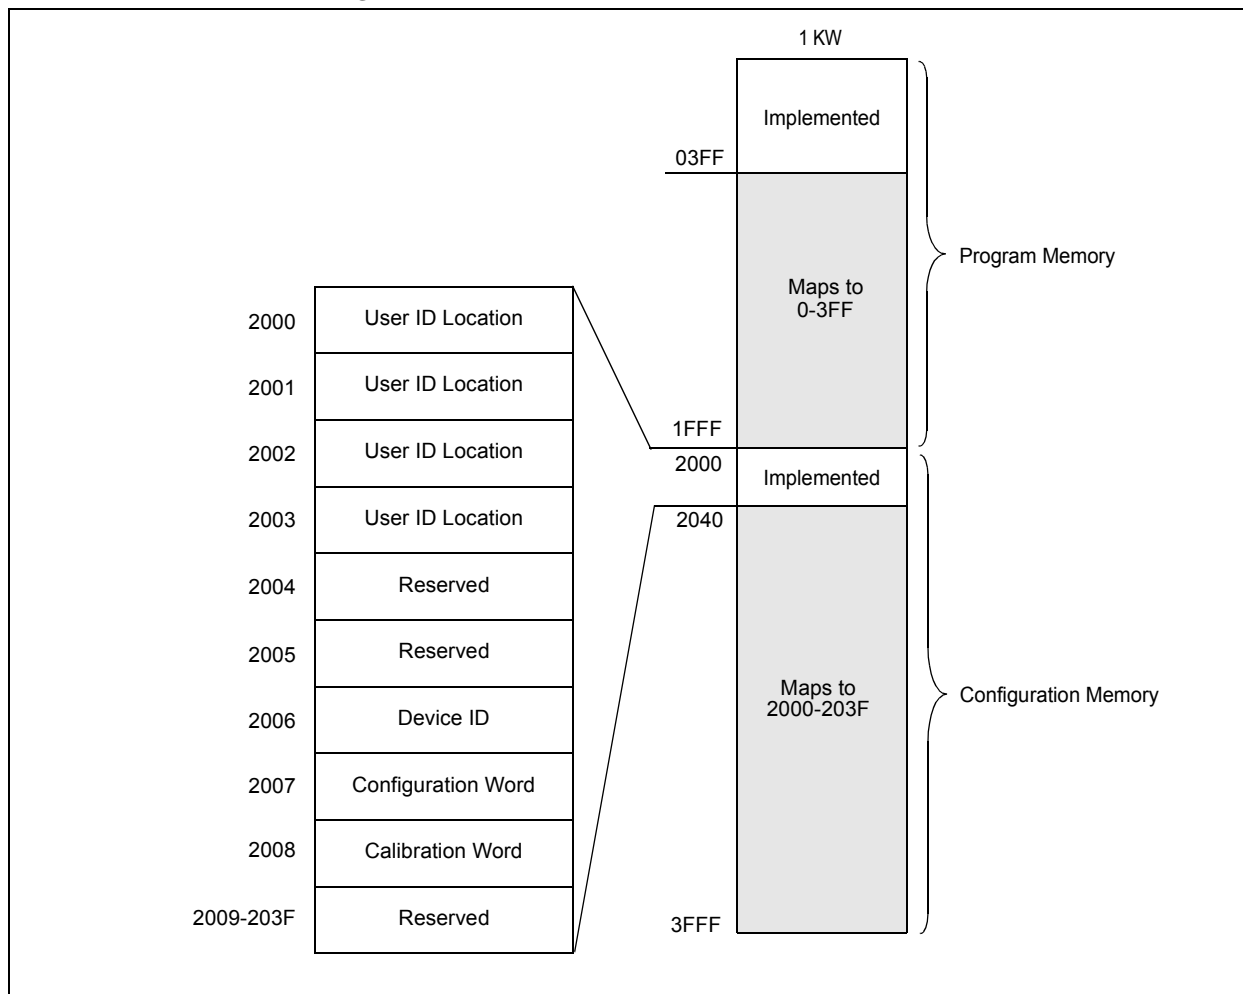 1 KW
Implemented
03FF
Maps to
0-3FF
Program Memory
1FFF
2000
Implemented
2040
Maps to
2000-203F
Configuration Memory
3FFF
2000 User ID Location
2001 User ID Location
2002 User ID Location
2003 User ID Location
2004 Reserved
2005 Reserved
2006 Device ID
2007 Configuration Word
2008 Calibration Word
2009-203F Reserved